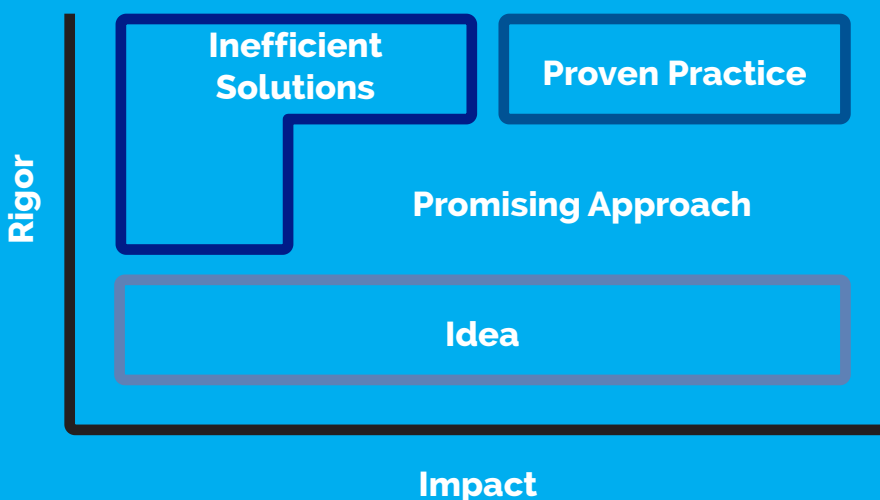 Inefficient
Solutions
Proven Practice
Rigor
Promising Approach
Idea
Impact